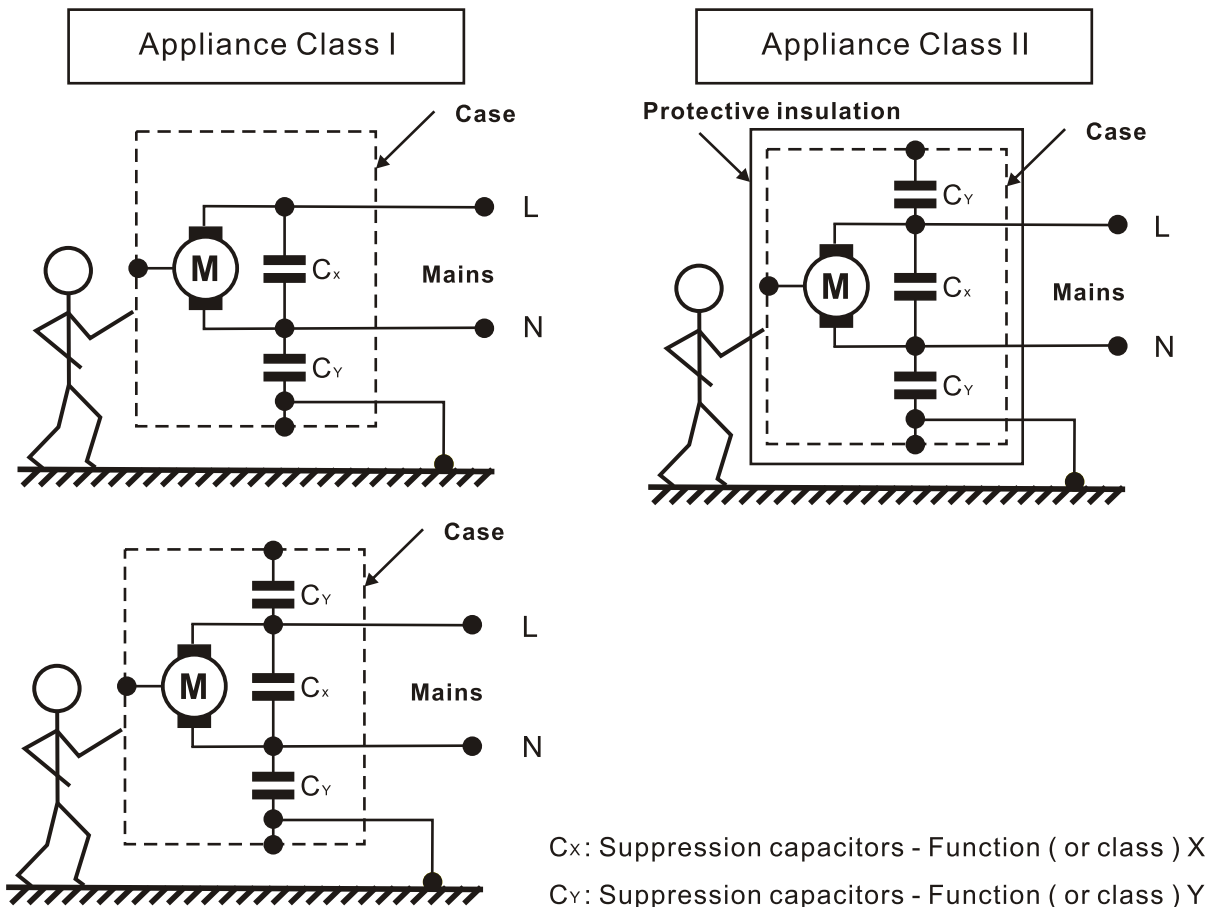 Appliance Class I
Case
L
M
Cx
Mains
N
CY
Appliance Class II
Protective insulation
Case
CY
L
M
Cx
Mains
N
CY
Case
CY
L
M
Cx
Mains
N
CY
Cx: Suppression capacitors - Function ( or class ) X
CY: Suppression capacitors - Function ( or class ) Y